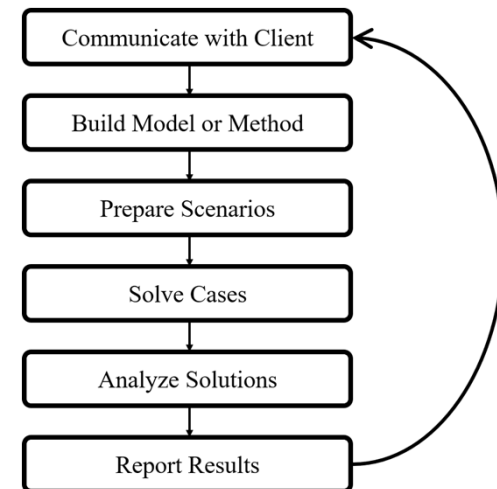 Communicate with Client
Build Model or Method
Prepare Scenarios
Solve Cases
Analyze Solutions
Report Results